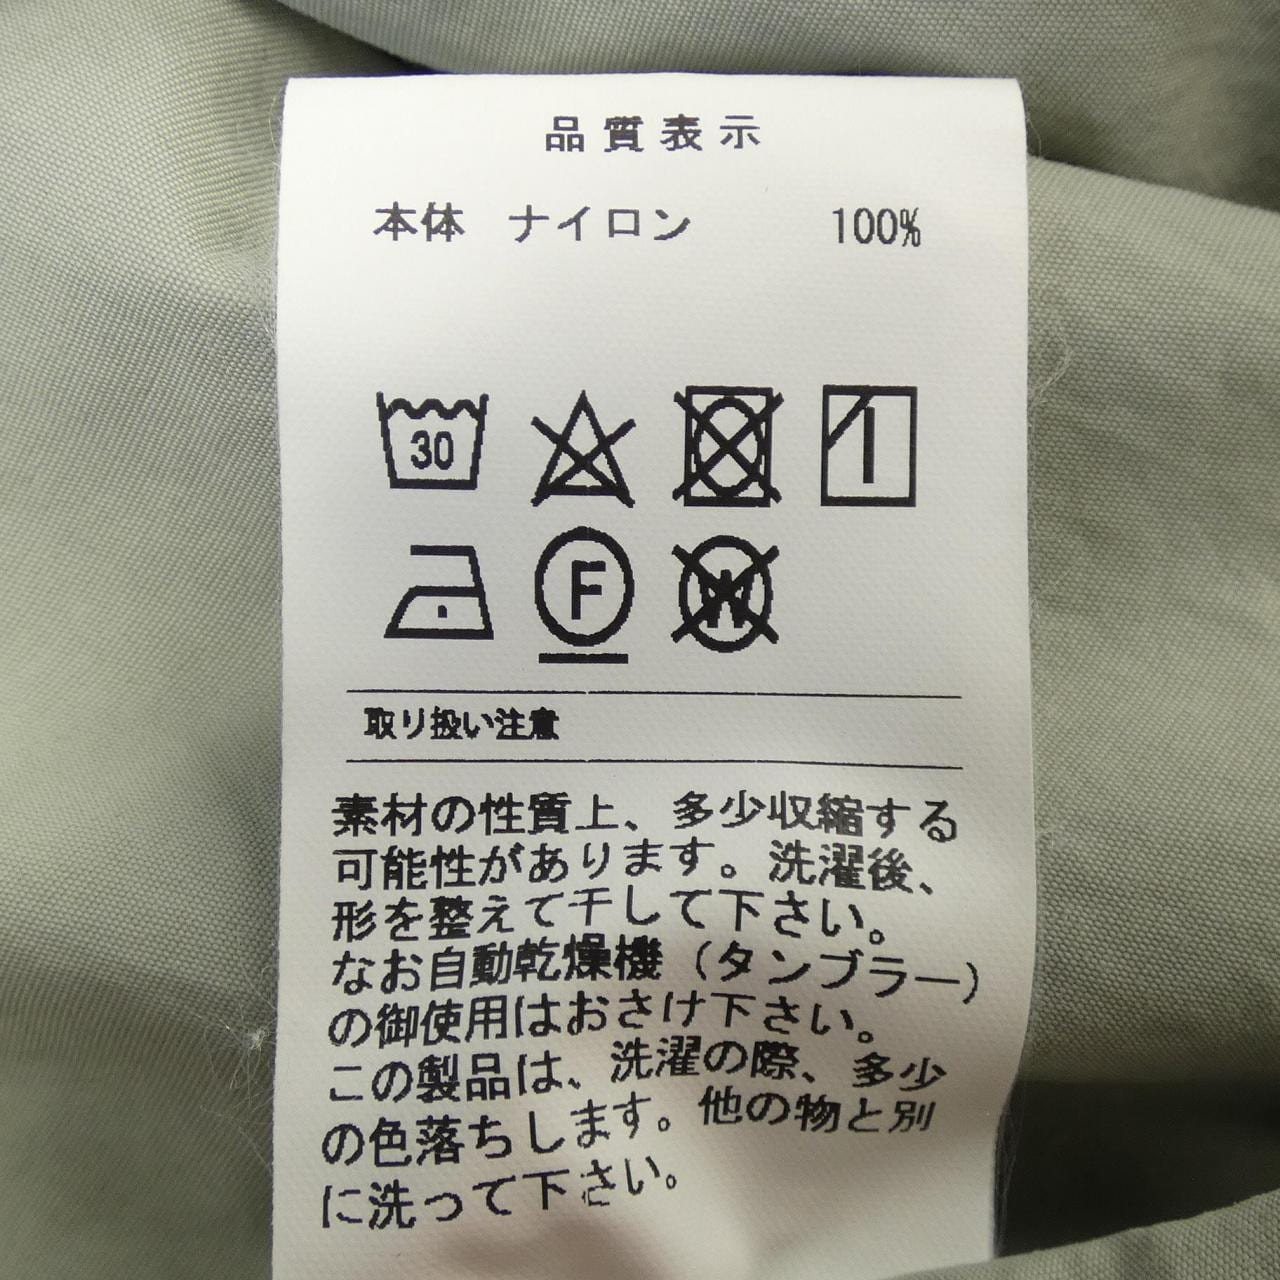 品質表示
本体 ナイロン 100%
30
F
W
取り扱い注意
素材の性質上、多少収縮する
可能性があります。洗濯後、
形を整えて干して下さい。
なお自動乾燥機（タンブラー）
の御使用はおさけ下さい。
この製品は、洗濯の際、多少
の色落ちします。他の物と別
に洗って下さい。